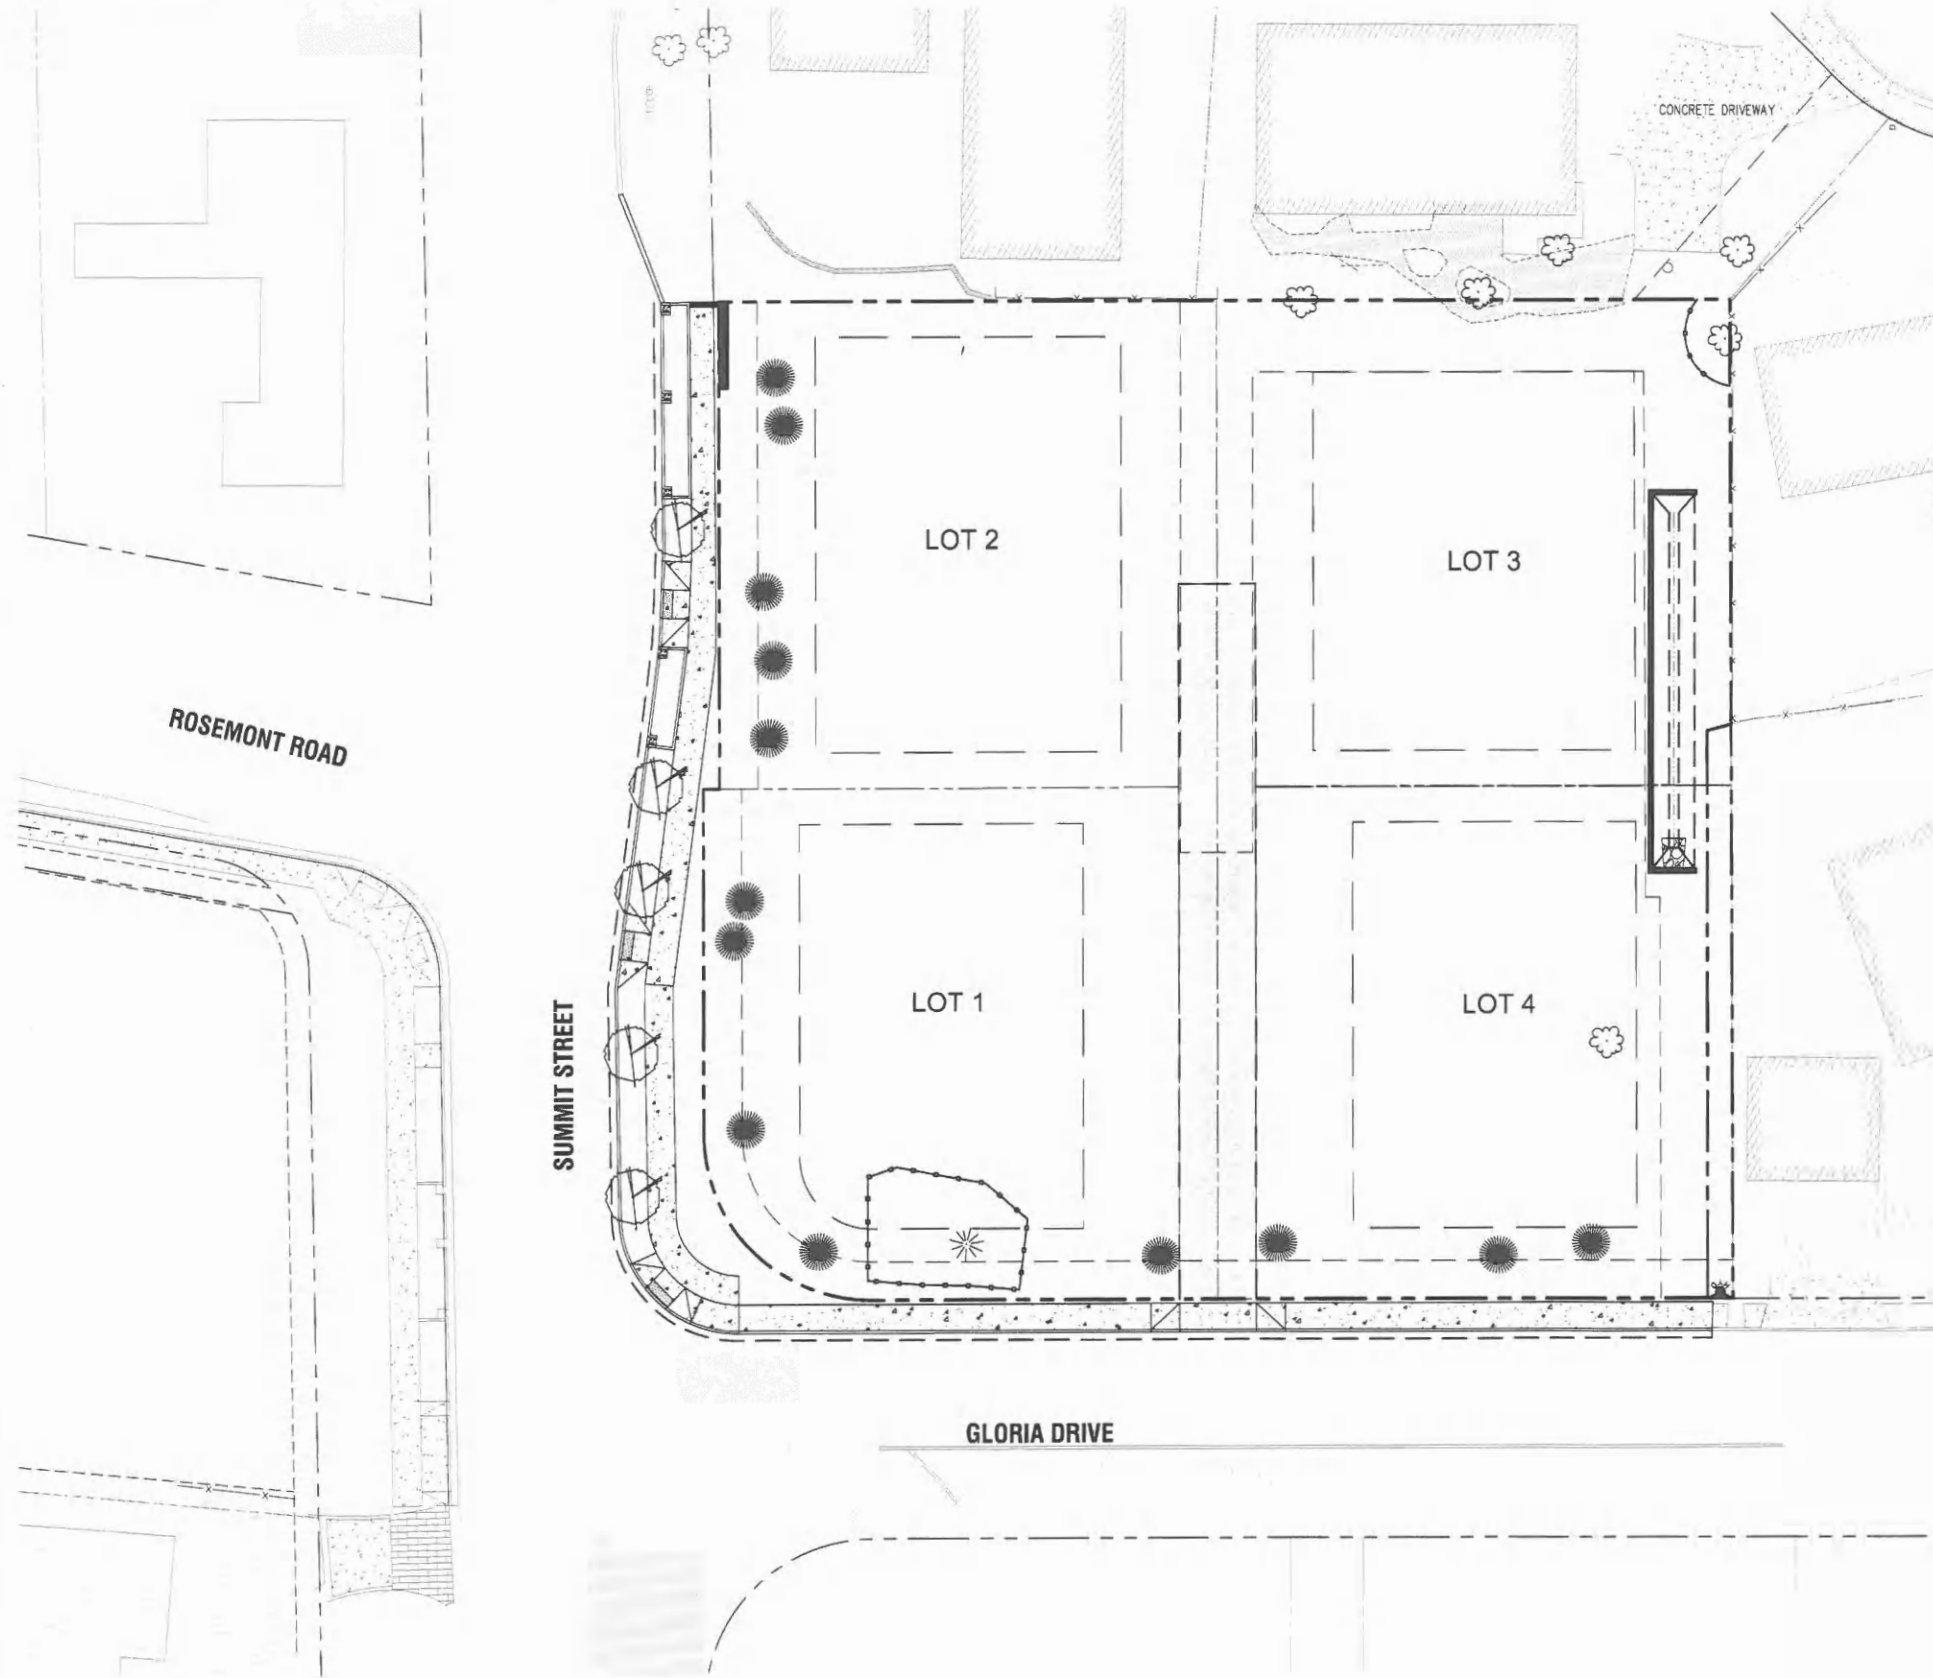 CONCRETE DRIVEWAY
LOT 2
LOT 3
ROSEMONT ROAD
LOT 1
LOT 4
SUMMIT STREET
GLORIA DRIVE